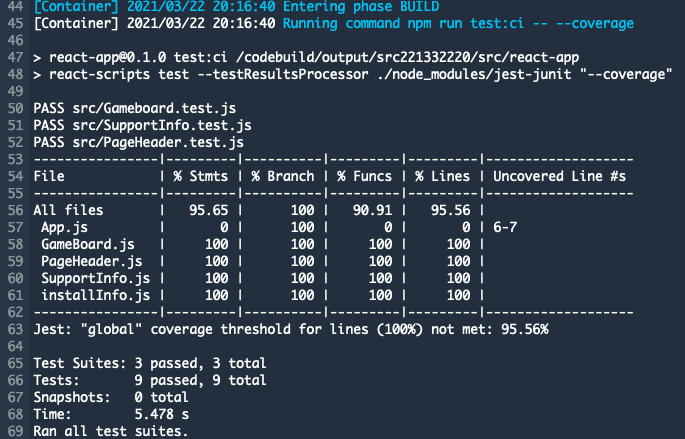 44 [Container] 2021/03/22 20:16:40 Entering phase BUILD
45 [Container] 2021/03/22 20:16:40 Running command npm run test:ci -- --coverage
46
47 > react-app@0.1.0 test:ci /codebuild/output/src221332220/src/react-app
48 > react-scripts test --testResultsProcessor ./node_modules/jest-junit "--coverage"
49
50 PASS src/Gameboard.test.js
51 PASS src/SupportInfo.test.js
52 PASS src/PageHeader.test.js
53 ----------------|---------|----------|---------|---------|-------------------
54 File            | % Stmts | % Branch | % Funcs | % Lines | Uncovered Line #s
55 ----------------|---------|----------|---------|---------|-------------------
56 All files       |   95.65 |      100 |   90.91 |   95.56 |
57  App.js         |       0 |      100 |       0 |       0 | 6-7
58  GameBoard.js   |     100 |      100 |     100 |     100 |
59  PageHeader.js  |     100 |      100 |     100 |     100 |
60  SupportInfo.js |     100 |      100 |     100 |     100 |
61  installInfo.js |     100 |      100 |     100 |     100 |
62 ----------------|---------|----------|---------|---------|-------------------
63 Jest: "global" coverage threshold for lines (100%) not met: 95.56%
64
65 Test Suites: 3 passed, 3 total
66 Tests:       9 passed, 9 total
67 Snapshots:   0 total
68 Time:        5.478 s
69 Ran all test suites.